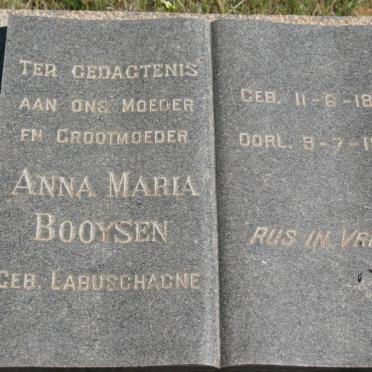 TER GEDAGTENIS
AAN ONS MOEDER
EN GROOTMOEDER
ANNA MARIA
BOOYSEN
GEB. LABUSCHAGNE
GEB. 11-6-18
OORL. 9-7-1
RUS IN VRE